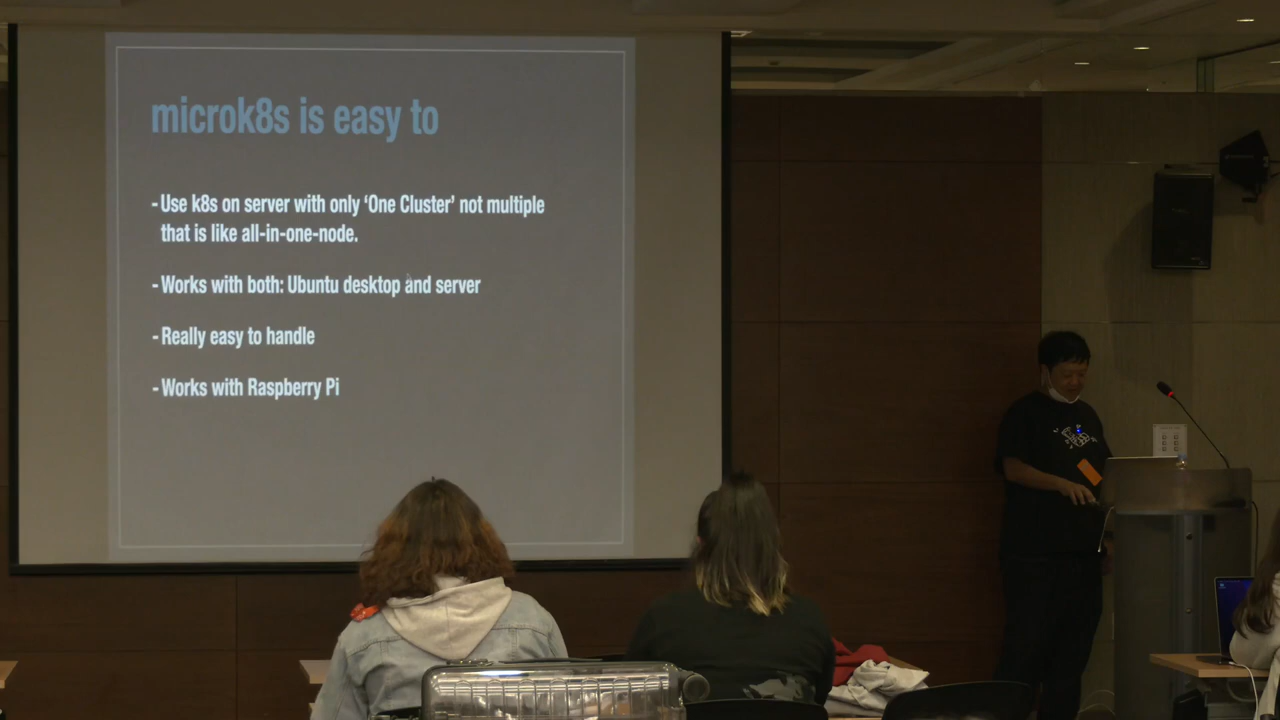 microk8s is easy to
- Use k8s on server with only ‘One Cluster’ not multiple
that is like all-in-one-node.
- Works with both: Ubuntu desktop and server
- Really easy to handle
- Works with Raspberry Pi